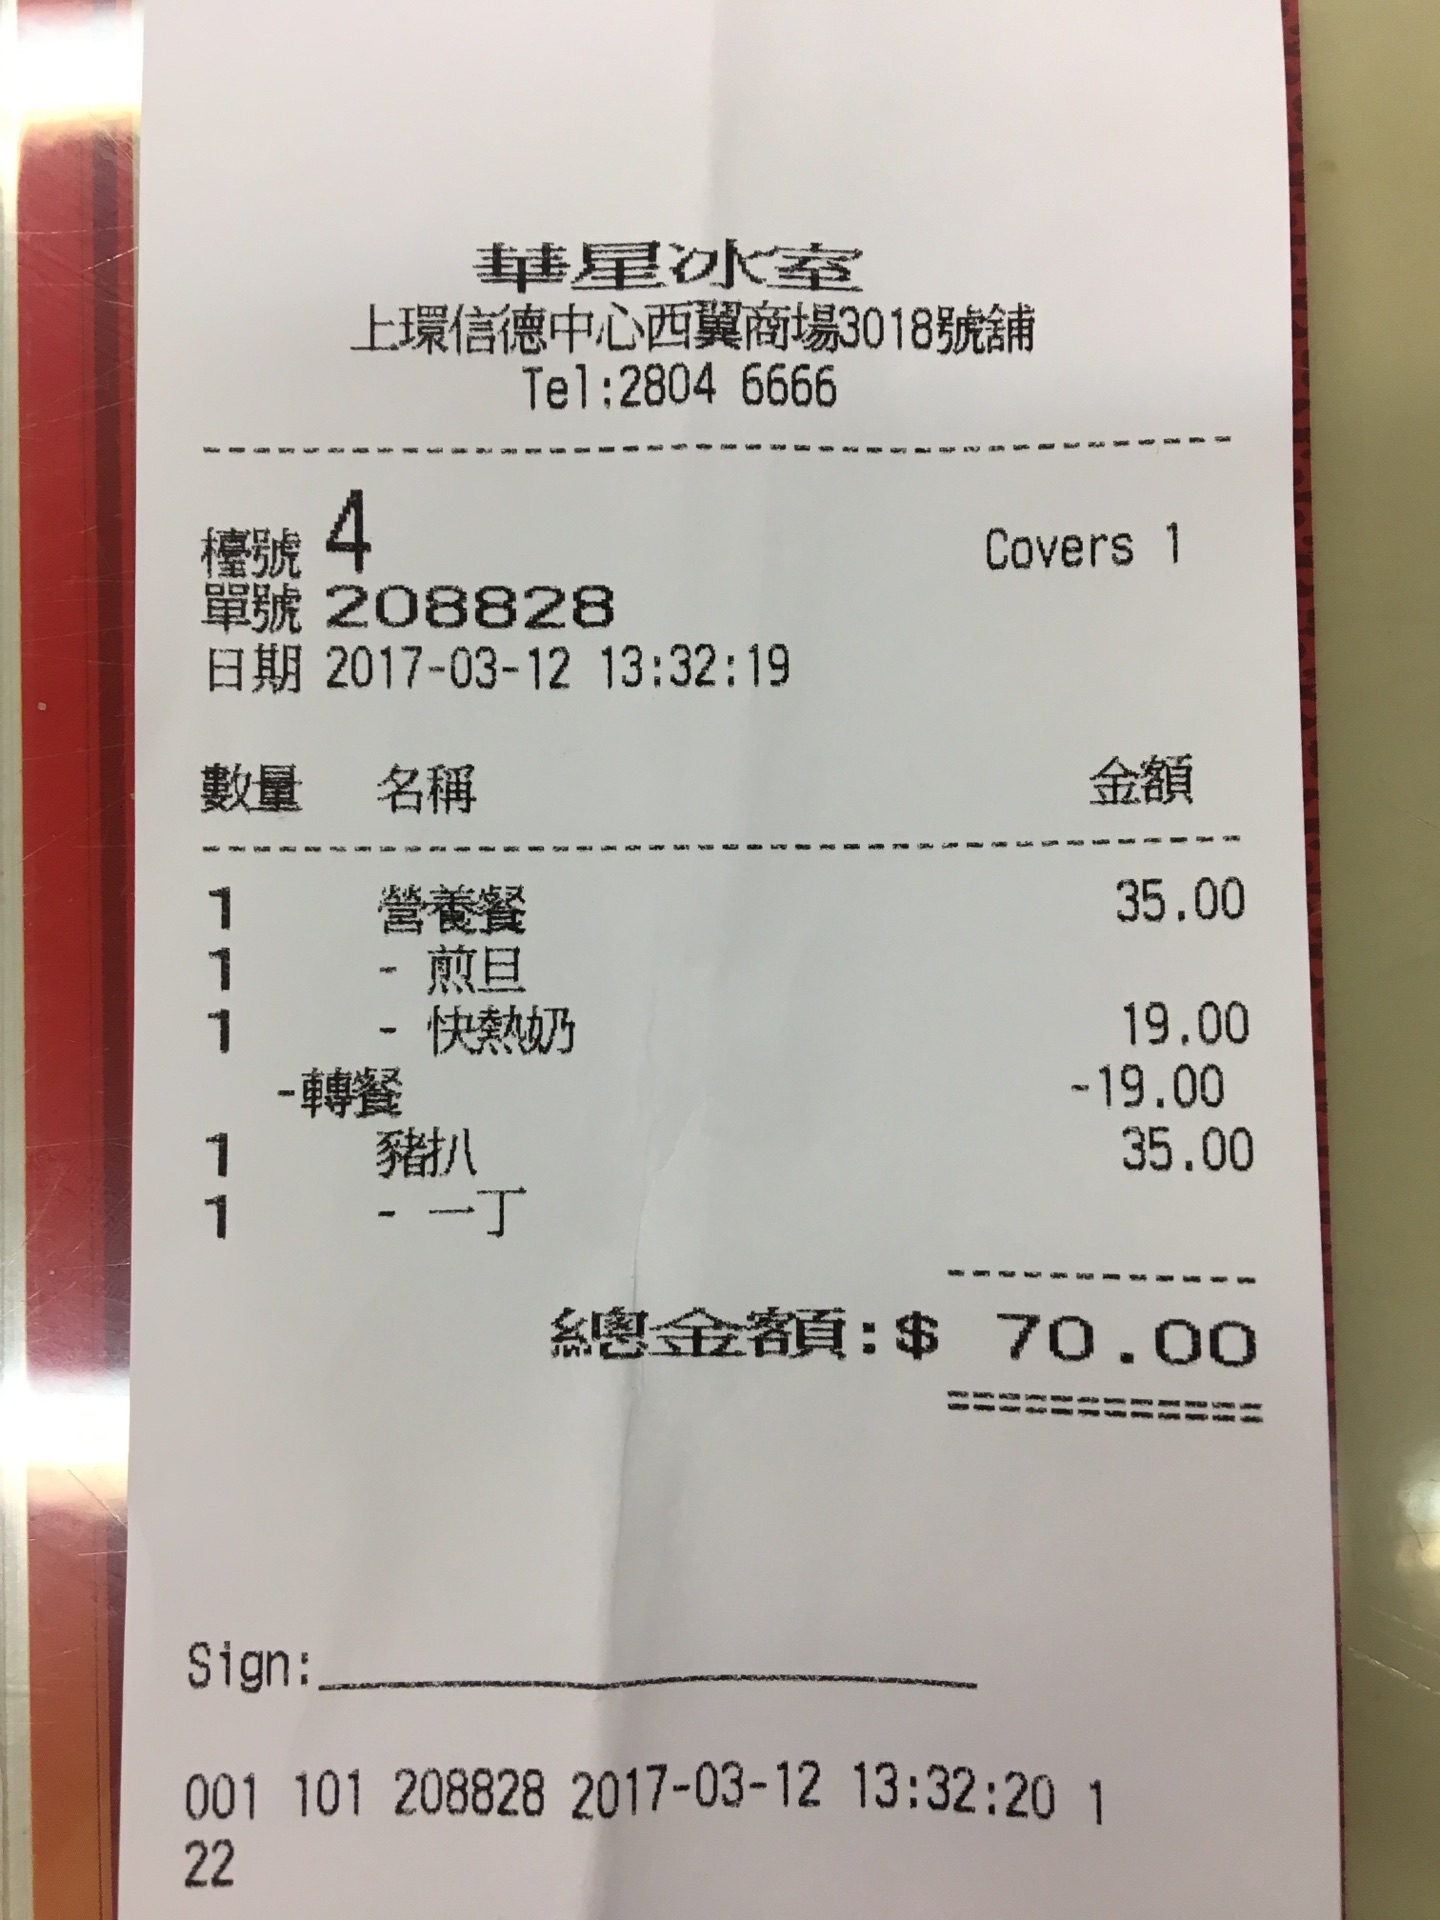 華星冰室
上環信德中心西翼商場3018號舖
Tel:2804 6666
檯號 4 Covers 1
單號 208828
日期 2017-03-12 13:32:19
數量 名稱 金額
1 營養餐 35.00
1 - 煎旦
1 - 快熱奶 19.00
-轉餐 -19.00
1 豬扒 35.00
1 - 一丁
總金額:$ 70.00
Sign:
001 101 208828 2017-03-12 13:32:20 1
22